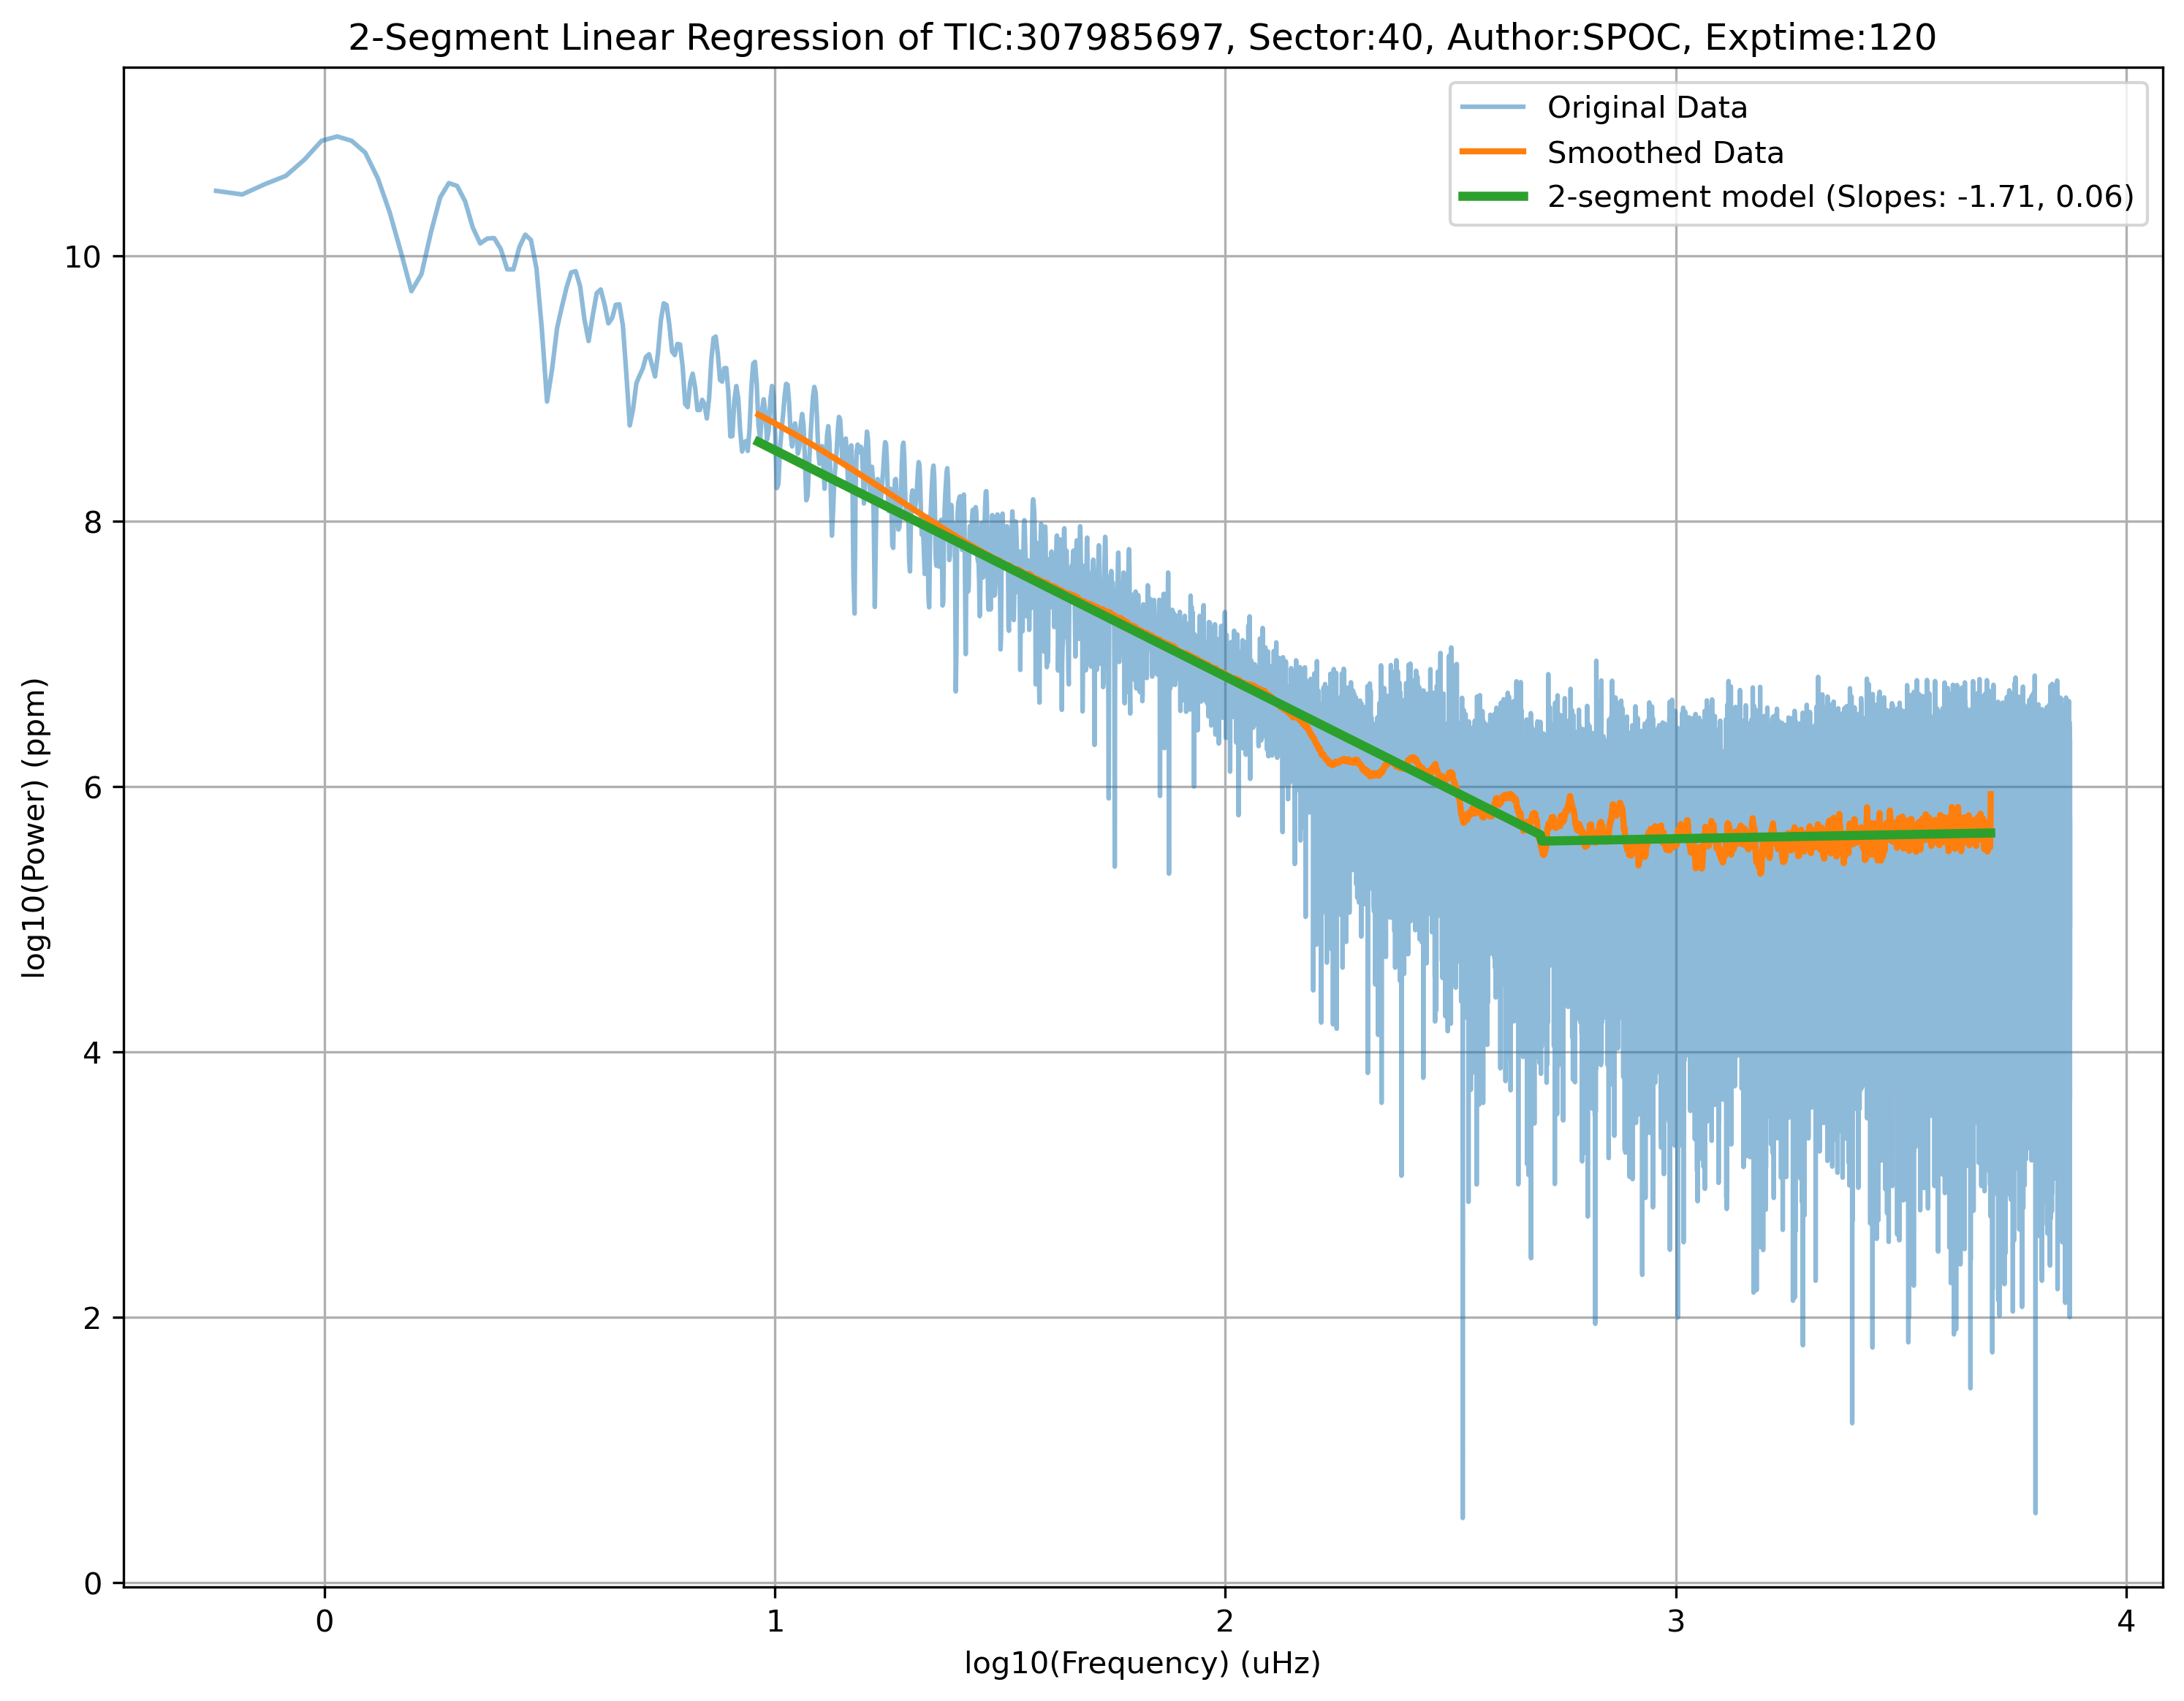 2-Segment Linear Regression of TIC:307985697, Sector:40, Author:SPOC, Exptime:120
Original Data
Smoothed Data
2-segment model (Slopes: -1.71, 0.06)
log10(Power) (ppm)
10
8
6
4
2
0
0 1 2 3 4
log10(Frequency) (uHz)